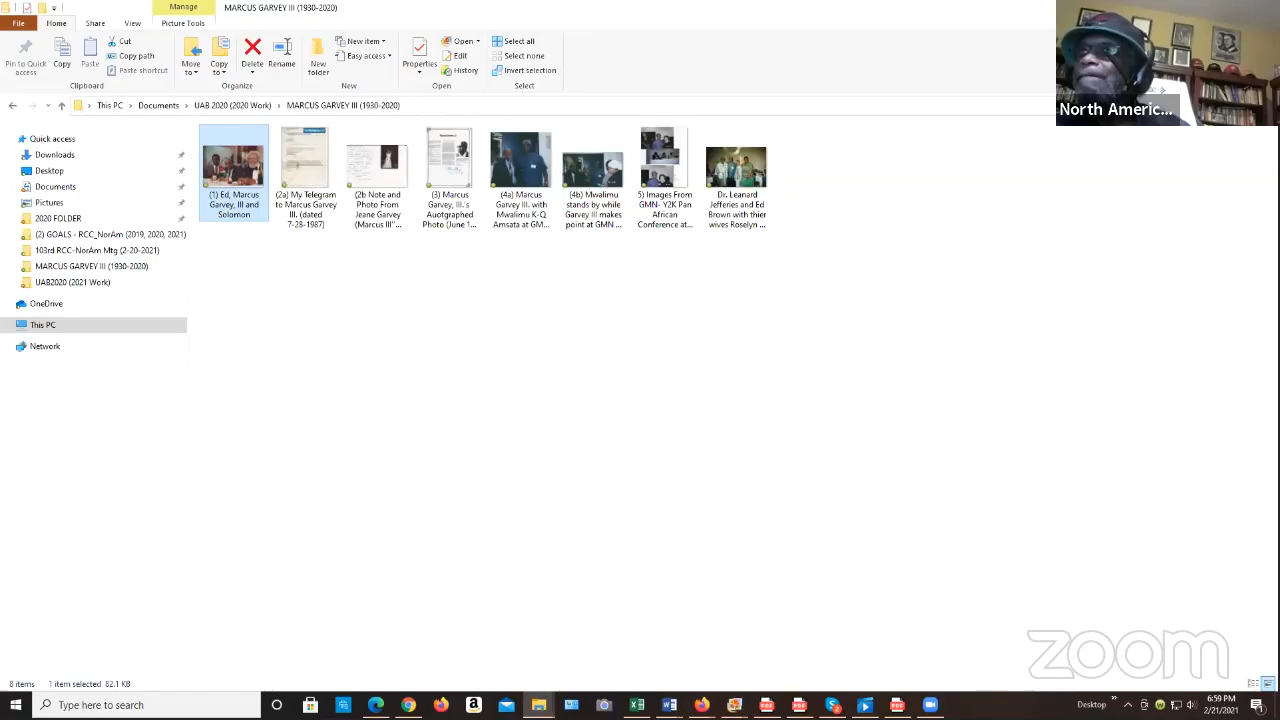 Manage
MARCUS GARVEY III (1930-2020)
File
Home
Share
View
Picture Tools
Pin to Quick
access
Copy
Paste
Cut
Copy path
Paste shortcut
Clipboard
Move
to
Copy
to
Delete
Rename
Organize
New
folder
New item
Easy access
New
Properties
Open
Edit
History
Open
Select all
Select none
Invert selection
Select
North Americ...
This PC
Documents
UAB 2020 (2020 Work)
MARCUS GARVEY III (1930-2020)
Quick access
Downloads
Desktop
Documents
Pictures
2020 FOLDER
(2) GOALS - RCC_NorAm (2019, 2020, 2021)
103rd RCC-NorAm Mtg (2-20-2021)
MARCUS GARVEY III (1930-2020)
UAB2020 (2021 Work)
OneDrive
This PC
Network
(1) Ed, Marcus
Garvey, III and
Solomon
(2a) My Telegram
to Marcus Garvey
III. (dated
7-28-1987)
(2b Note and
Photo From
Jeane Garvey
(Marcus III"...
(3) Marcus
Garvey, III.'s
Auotgraphed
Photo (June 1...
(4a) Marcus
Garvey III. with
Mwalimu K-Q
Amsata at GM...
(4b) Mwalimu
stands by while
Garvey III makes
point at GMN ...
5) Images From
GMN- Y2K Pan
African
Conference at...
Dr. Leanard
Jefferies and Ed
Brown with thier
wives Roselyn ...
zoom
8 items
1 item selected
82.1 KB
Type here to search
Desktop
6:59 PM
2/21/2021